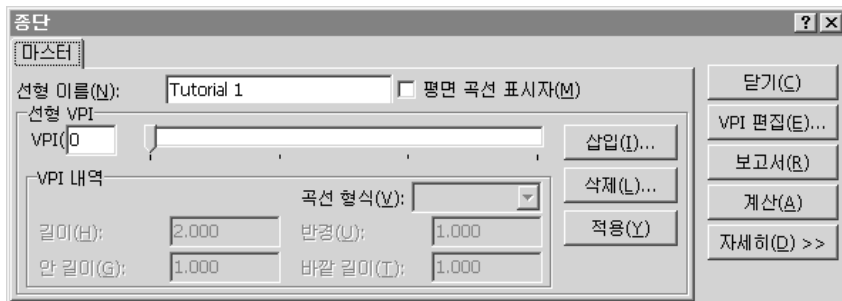 종단
마스터
선형 이름(N): Tutorial 1 평면 곡선 표시자(M)
닫기(C)
선형 VPI
VPI( 0
삽입(I)...
VPI 편집(E)...
VPI 내역
곡선 형식(V):
삭제(L)...
보고서(R)
길이(H): 2.000 반경(U): 1.000
적용(Y)
계산(A)
안 길이(G): 1.000 바깥 길이(T): 1.000
자세히(D) >>